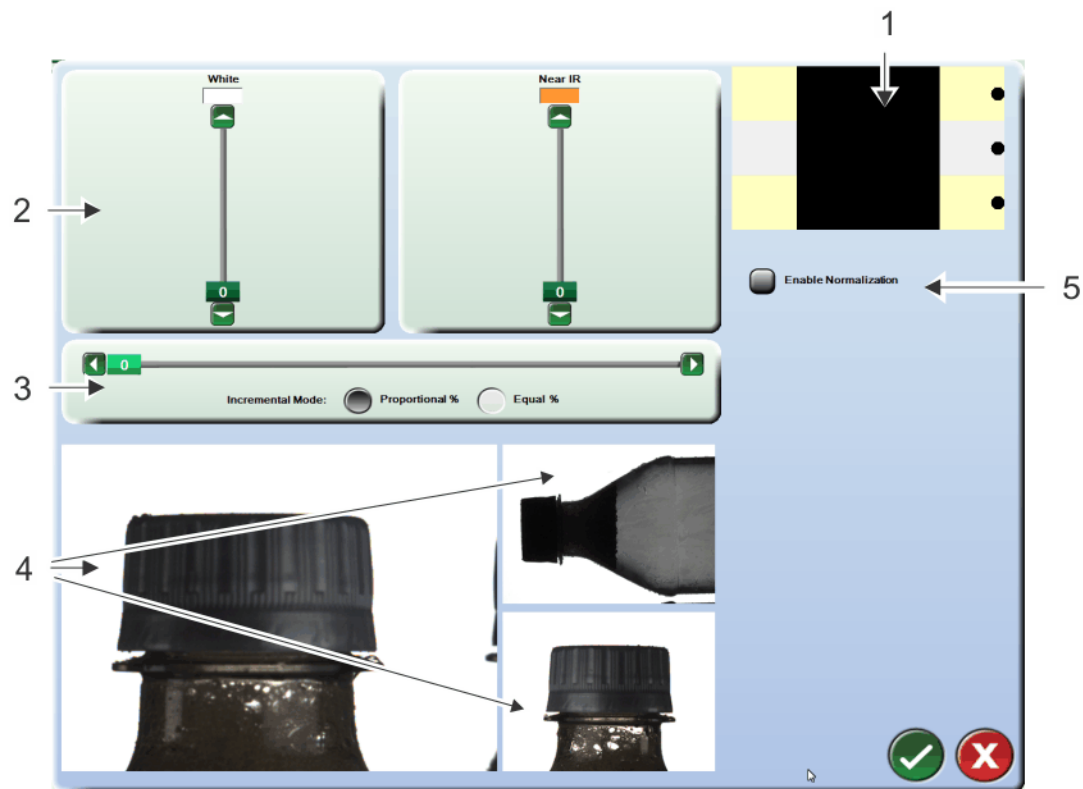 1
White
Near IR
2
0
0
Enable Normalization
5
0
3
Incremental Mode: Proportional % Equal %
4